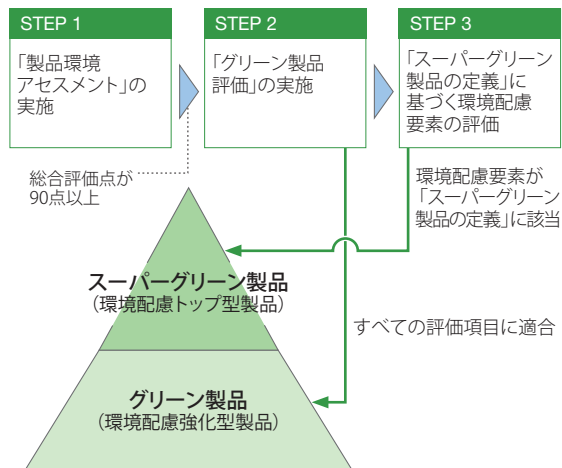 STEP 1
「製品環境
アセスメント」の
実施
STEP 2
「グリーン製品
評価」の実施
STEP 3
「スーパーグリーン
製品の定義」に
基づく環境配慮
要素の評価
総合評価点が
90点以上
環境配慮要素が
「スーパーグリーン
製品の定義」に該当
スーパーグリーン製品
（環境配慮トップ型製品）
すべての評価項目に適合
グリーン製品
（環境配慮強化型製品）